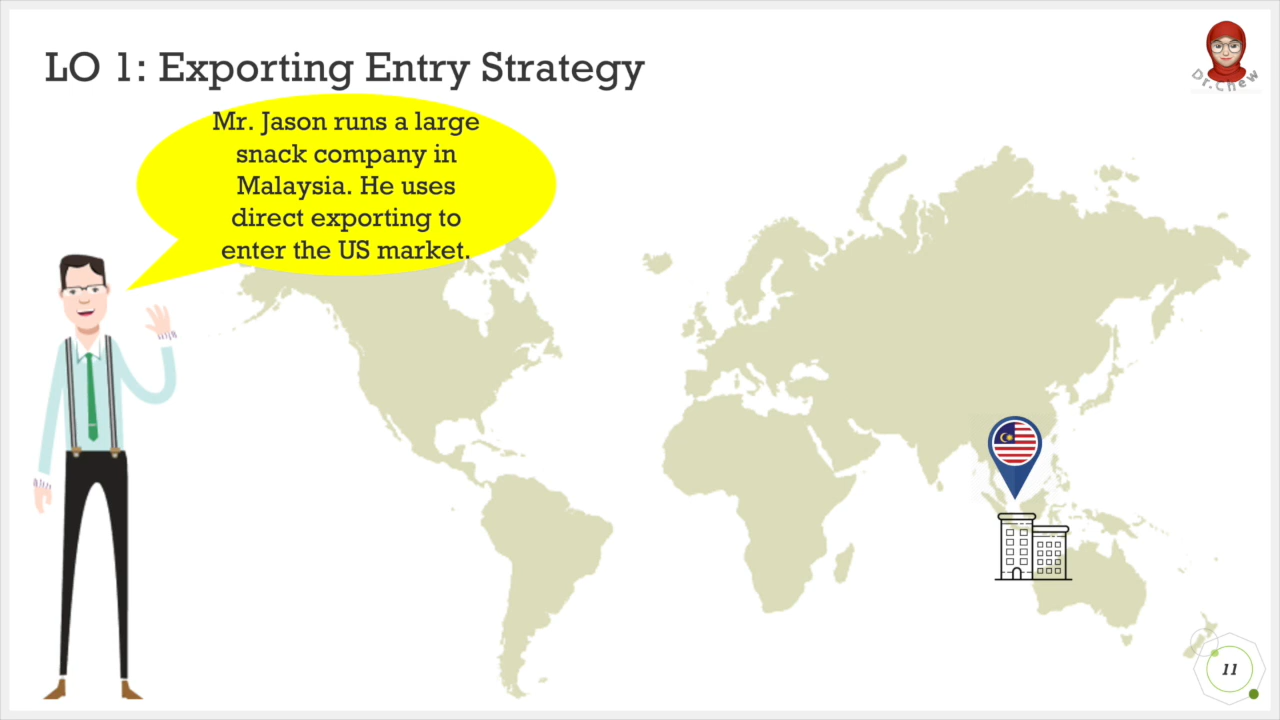 LO 1: Exporting Entry Strategy
Dr.Chew
Mr. Jason runs a large
snack company in
Malaysia. He uses
direct exporting to
enter the US market.
11